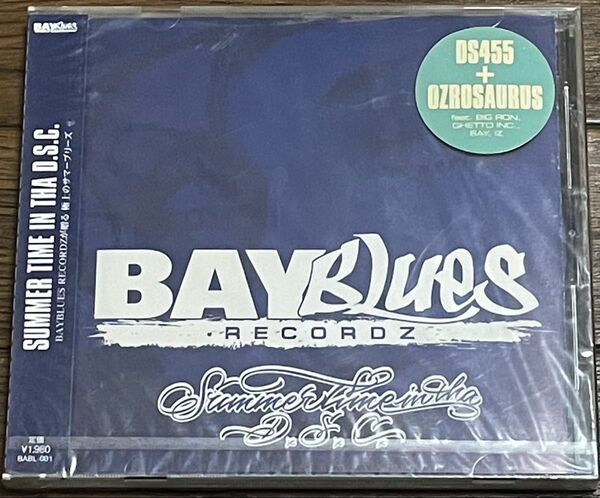 BAYBLUES
SUMMER TIME IN THA D.S.C.
BAYBLUES RECORDZが贈る 極上のサマーブリーズ
定価
¥1,980
BABL-001
DS455
+
OZROSAURUS
feat. BIG RON,
GHETTO INC.,
BAY, IZ
BAYBLUES
RECORDZ
Summer time in tha
D.S.C.